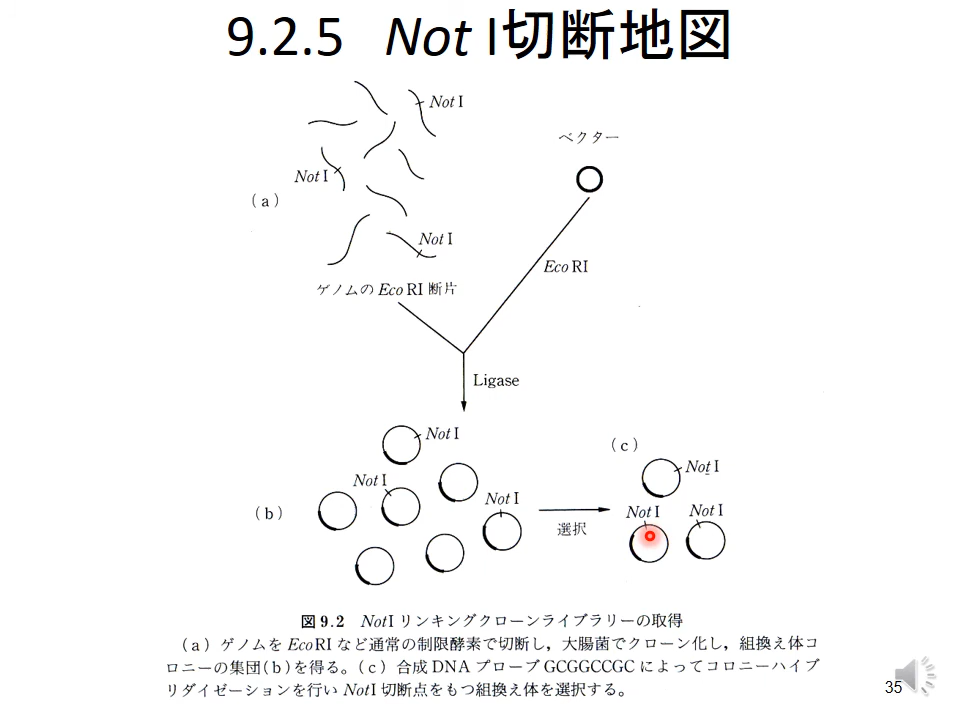 9.2.5 Not I切断地図
Not I
ベクター
Not I
(a)
Not I
Eco RI
ゲノムの Eco RI 断片
Ligase
Not I
(c)
Not I
Not I
Not I
Not I
Not I
(b)
選択
図9.2 NotI リンキングクローンライブラリーの取得
(a)ゲノムを EcoRI など通常の制限酵素で切断し,大腸菌でクローン化し,組換え体コ
ロニーの集団(b)を得る。(c)合成 DNA プローブ GCGGCCGC によってコロニーハイブ
リダイゼーションを行い NotI 切断点をもつ組換え体を選択する。
35